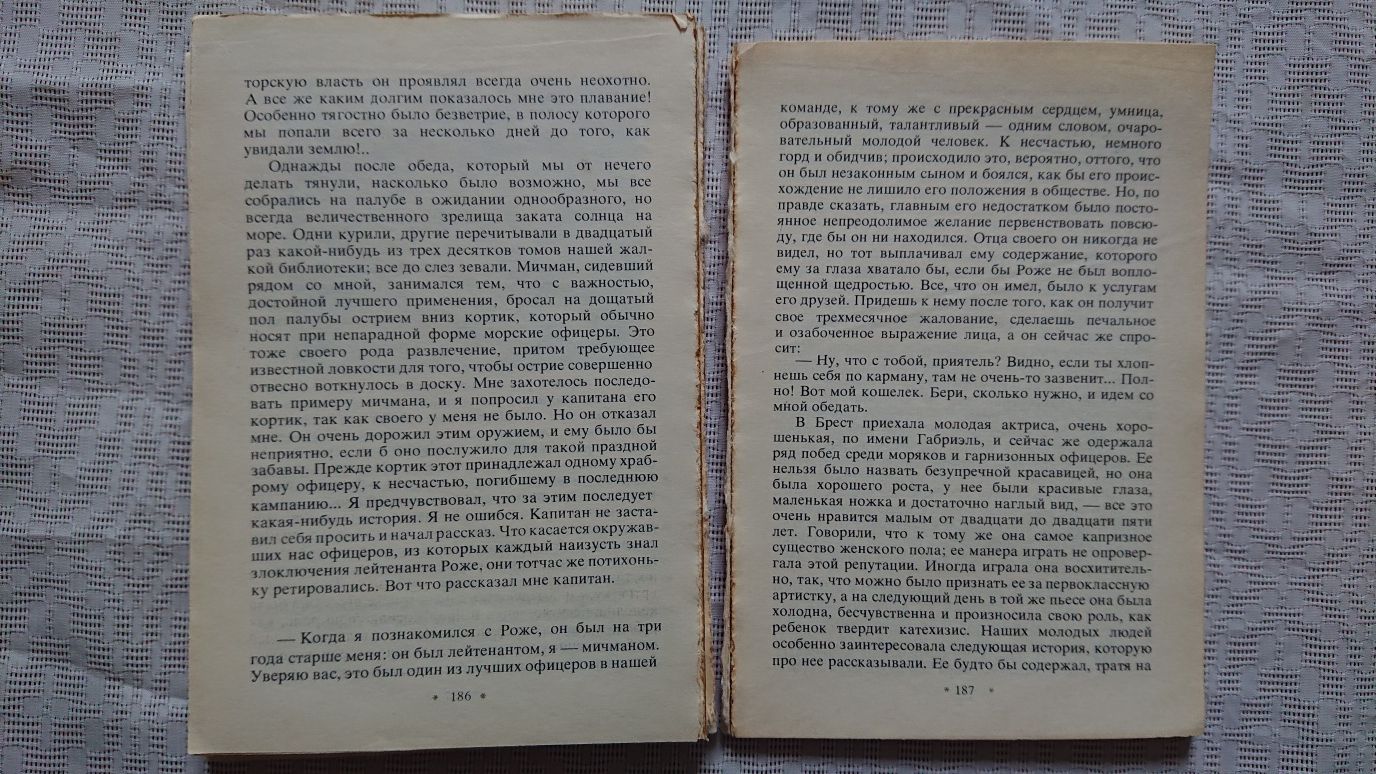 торскую власть он проявлял всегда очень неохотно.
А все же каким долгим показалось мне это плавание!
Особенно тягостно было безветрие, в полосу которого
мы попали всего за несколько дней до того, как
увидали землю!..
Однажды после обеда, который мы от нечего
делать тянули, насколько было возможно, мы все
собрались на палубе в ожидании однообразного, но
всегда величественного зрелища заката солнца на
море. Одни курили, другие перечитывали в двадцатый
раз какой-нибудь из трех десятков томов нашей жал-
кой библиотеки; все до слез зевали. Мичман, сидевший
рядом со мной, занимался тем, что с важностью,
достойной лучшего применения, бросал на дощатый
пол палубы острием вниз кортик, который обычно
носят при непарадной форме морские офицеры. Это
тоже своего рода развлечение, притом требующее
известной ловкости для того, чтобы острие совершенно
отвесно воткнулось в доску. Мне захотелось последо-
вать примеру мичмана, и я попросил у капитана его
кортик, так как своего у меня не было. Но он отказал
мне. Он очень дорожил этим оружием, и ему было бы
неприятно, если б оно послужило для такой праздной
забавы. Прежде кортик этот принадлежал одному храб-
рому офицеру, к несчастью, погибшему в последнюю
кампанию... Я предчувствовал, что за этим последует
какая-нибудь история. Я не ошибся. Капитан не заста-
вил себя просить и начал рассказ. Что касается окружав-
ших нас офицеров, из которых каждый наизусть знал
злоключения лейтенанта Роже, они тотчас же потихонь-
ку ретировались. Вот что рассказал мне капитан.
— Когда я познакомился с Роже, он был на три
года старше меня: он был лейтенантом, я — мичманом.
Уверяю вас, это был один из лучших офицеров в нашей
* 186 *
команде, к тому же с прекрасным сердцем, умница,
образованный, талантливый — одним словом, очаро-
вательный молодой человек. К несчастью, немного
горд и обидчив; происходило это, вероятно, оттого, что
он был незаконным сыном и боялся, как бы его проис-
хождение не лишило его положения в обществе. Но, по
правде сказать, главным его недостатком было посто-
янное непреодолимое желание первенствовать повсю-
ду, где бы он ни находился. Отца своего он никогда не
видел, но тот выплачивал ему содержание, которого
ему за глаза хватало бы, если бы Роже не был вопло-
щенной щедростью. Все, что он имел, было к услугам
его друзей. Придешь к нему после того, как он получит
свое трехмесячное жалование, сделаешь печальное
и озабоченное выражение лица, а он сейчас же спро-
сит:
— Ну, что с тобой, приятель? Видно, если ты хлоп-
нешь себя по карману, там не очень-то зазвенит... Пол-
но! Вот мой кошелек. Бери, сколько нужно, и идем со
мной обедать.
В Брест приехала молодая актриса, очень хоро-
шенькая, по имени Габриэль, и сейчас же одержала
ряд побед среди моряков и гарнизонных офицеров. Ее
нельзя было назвать безупречной красавицей, но она
была хорошего роста, у нее были красивые глаза,
маленькая ножка и достаточно наглый вид, — все это
очень нравится малым от двадцати до двадцати пяти
лет. Говорили, что к тому же она самое капризное
существо женского пола; ее манера играть не опровер-
гала этой репутации. Иногда играла она восхититель-
но, так, что можно было признать ее за первоклассную
артистку, а на следующий день в той же пьесе она была
холодна, бесчувственна и произносила свою роль, как
ребенок твердит катехизис. Наших молодых людей
особенно заинтересовала следующая история, которую
про нее рассказывали. Ее будто бы содержал, тратя на
* 187 *